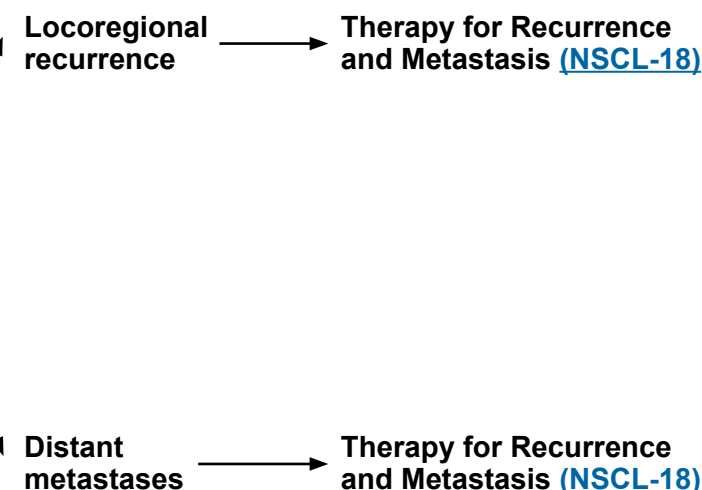 Locoregional
recurrence
Therapy for Recurrence
and Metastasis (NSCL-18)
Distant
metastases
Therapy for Recurrence
and Metastasis (NSCL-18)